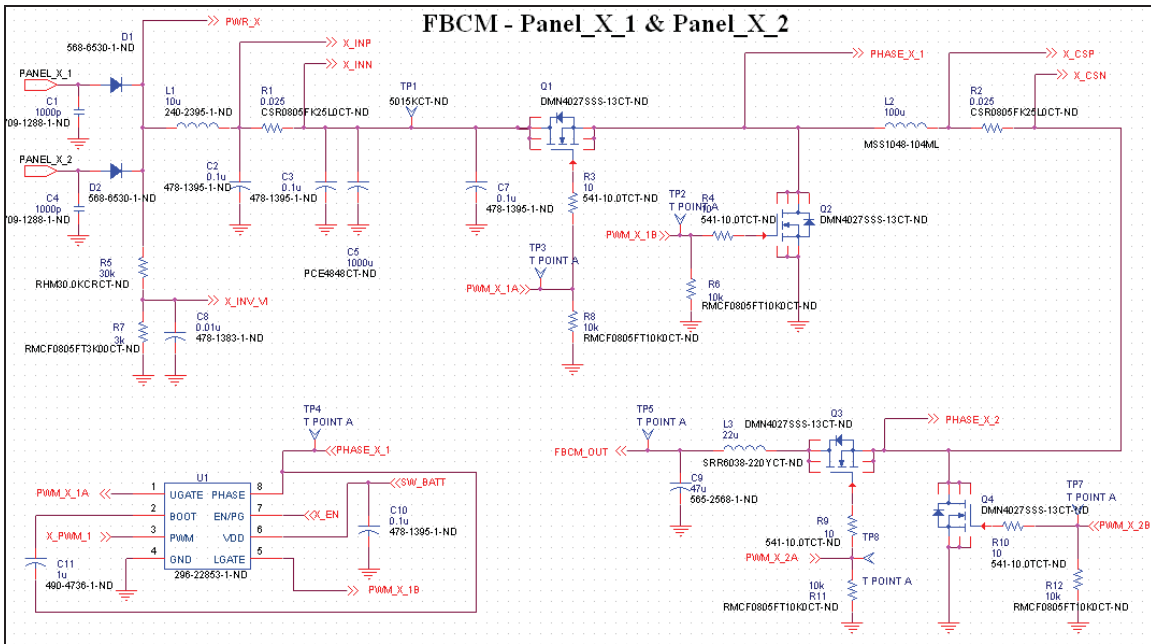 FBCM - Panel_X_1 & Panel_X_2
D1
568-6530-1-ND
PWR_X
X_INP
X_INN
PANEL_X_1
C1
1000p
709-1288-1-ND
L1
10u
240-2395-1-ND
R1
0.025
CSR0805FK25L0CT-ND
TP1
5015KCT-ND
Q1
DMN4027SSS-13CT-ND
PHASE_X_1
X_CSP
X_CSN
L2
100u
MSS1048-104ML
R2
0.025
CSR0805FK25L0CT-ND
PANEL_X_2
C4
1000p
709-1288-1-ND
D2
568-6530-1-ND
C2
0.1u
478-1395-1-ND
C3
0.1u
478-1395-1-ND
C5
1000u
PCE4848CT-ND
C7
0.1u
478-1395-1-ND
R3
10
541-10.0TCT-ND
TP2
T POINT A
R4
10
541-10.0TCT-ND
Q2
DMN4027SSS-13CT-ND
PWM_X_1B
R6
10k
RMCF0805FT10K0CT-ND
TP3
T POINT A
PWM_X_1A
R8
10k
RMCF0805FT10K0CT-ND
R5
30k
RHM30.0KCRCT-ND
X_INV_VI
R7
3k
RMCF0805FT3K00CT-ND
C8
0.01u
478-1383-1-ND
TP4
T POINT A
PHASE_X_1
U1
PWM_X_1A
1
UGATE
PHASE
8
2
BOOT
EN/PG
7
X_EN
X_PWM_1
3
PWM
VDD
6
SW_BATT
4
GND
LGATE
5
PWM_X_1B
296-22853-1-ND
C10
0.1u
478-1395-1-ND
C11
1u
490-4736-1-ND
TP5
T POINT A
FBCM_OUT
L3
22u
SRR6038-220YCT-ND
C9
47u
565-2568-1-ND
Q3
DMN4027SSS-13CT-ND
PHASE_X_2
R9
10
541-10.0TCT-ND
PWM_X_2A
TP8
T POINT A
10k
R11
RMCF0805FT10K0CT-ND
Q4
DMN4027SSS-13CT-ND
TP7
T POINT A
PWM_X_2B
R10
10
541-10.0TCT-ND
R12
10k
RMCF0805FT10K0CT-ND